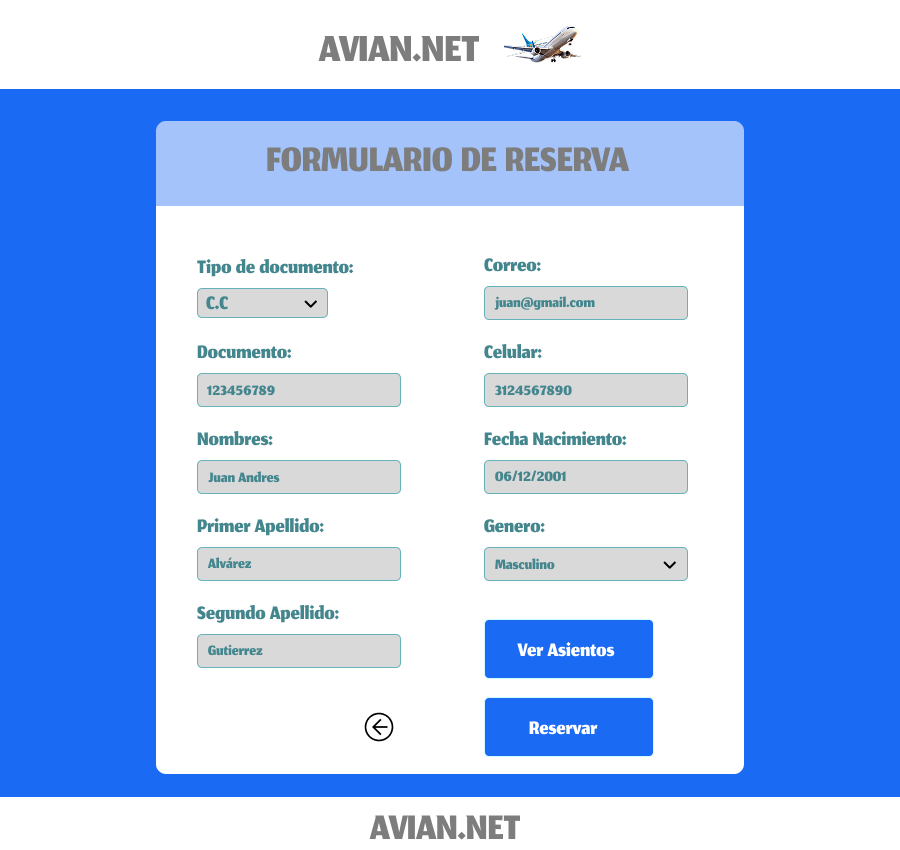 AVIAN.NET
FORMULARIO DE RESERVA
Tipo de documento:
C.C
Documento:
123456789
Nombres:
Juan Andres
Primer Apellido:
Alvárez
Segundo Apellido:
Gutierrez
Correo:
juan@gmail.com
Celular:
3124567890
Fecha Nacimiento:
06/12/2001
Genero:
Masculino
Ver Asientos
Reservar
AVIAN.NET